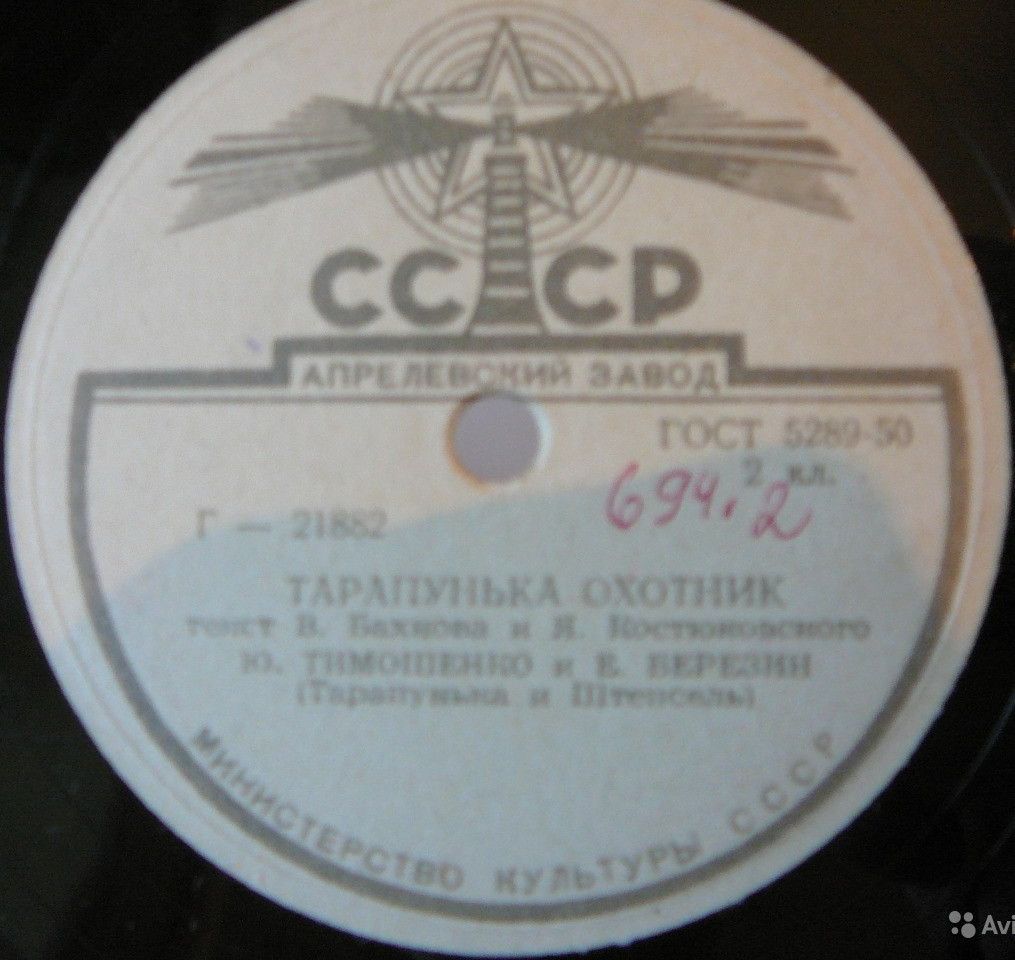 СССР
АПРЕЛЕВСКИЙ ЗАВОД
ГОСТ 5289-50
2 кл.
694.2
Г — 21882
ТАРАПУНЬКА ОХОТНИК
текст В. Бахнова и Я. Костюковского
Ю. ТИМОШЕНКО и Е. БЕРЕЗИН
(Тарапунька и Штепсель)
МИНИСТЕРСТВО КУЛЬТУРЫ СССР
Avi